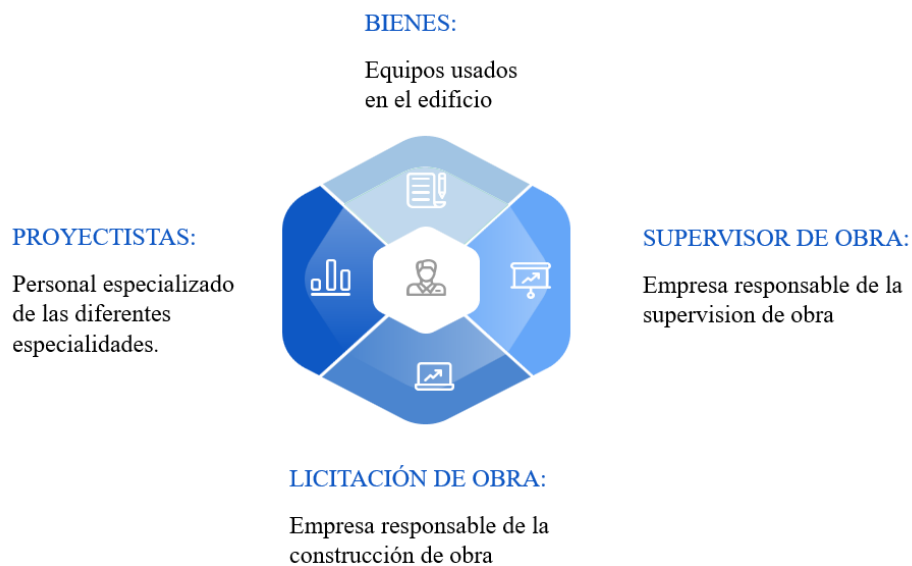 BIENES:
Equipos usados
en el edificio
PROYECTISTAS:
Personal especializado
de las diferentes
especialidades.
SUPERVISOR DE OBRA:
Empresa responsable de la
supervision de obra
LICITACIÓN DE OBRA:
Empresa responsable de la
construcción de obra